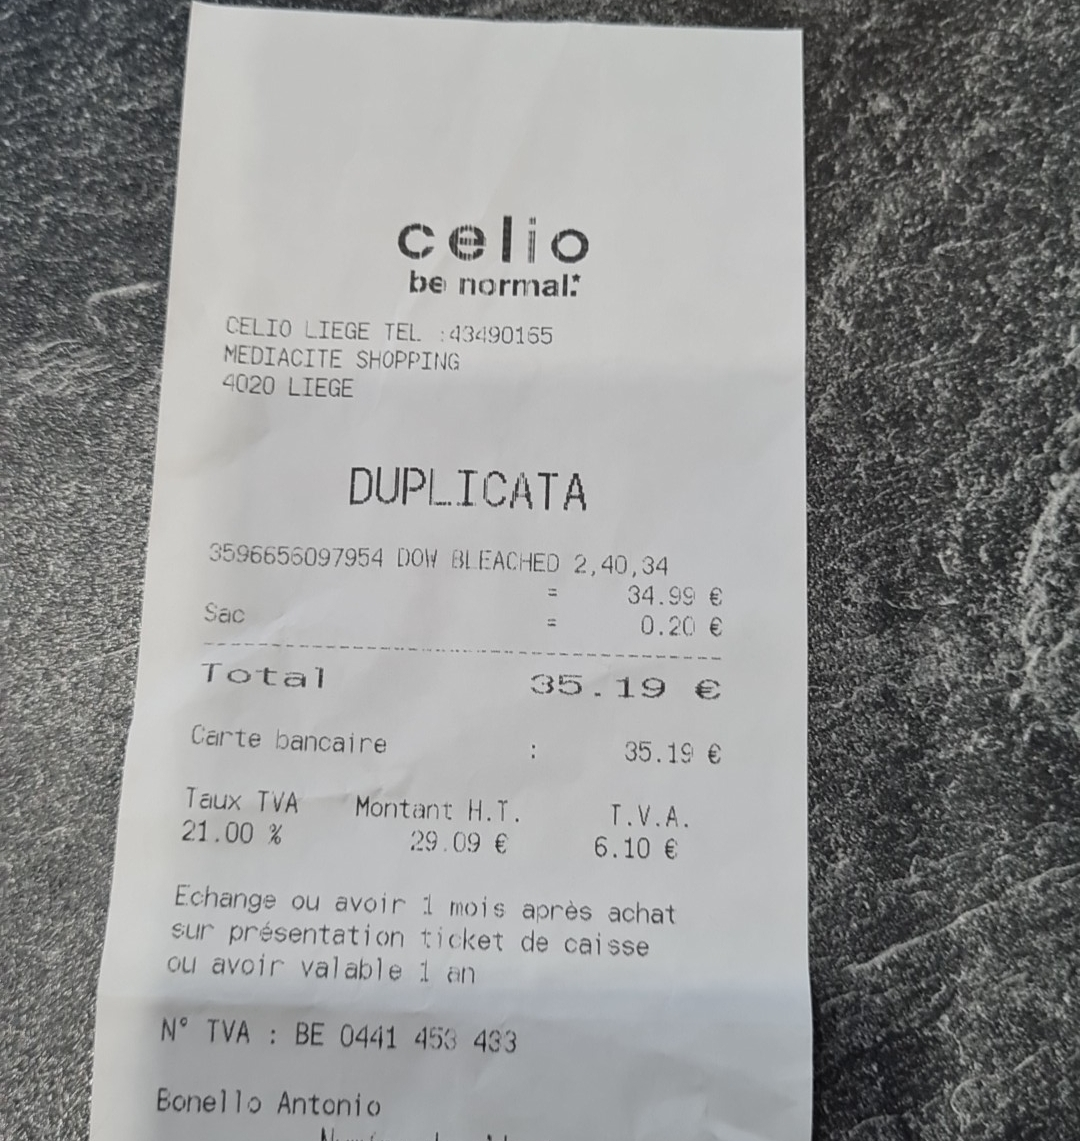 celio
be normal:*
CELIO LIEGE TEL :43490165
MEDIACITE SHOPPING
4020 LIEGE
DUPLICATA
3596656097954 DOW BLEACHED 2,40,34
= 34.99 €
Sac = 0.20 €
Total 35.19 €
Carte bancaire : 35.19 €
Taux TVA Montant H.T. T.V.A.
21.00 % 29.09 € 6.10 €
Echange ou avoir 1 mois après achat
sur présentation ticket de caisse
ou avoir valable 1 an
N° TVA : BE 0441 453 433
Bonello Antonio